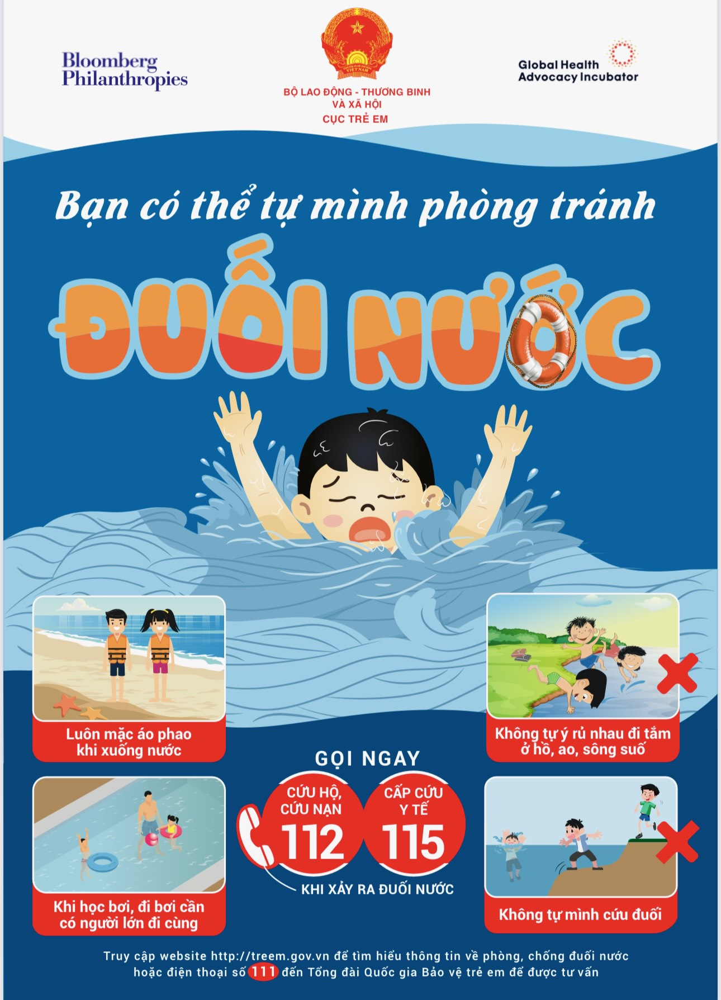 Bloomberg
Philanthropies
VIỆT NAM
BỘ LAO ĐỘNG - THƯƠNG BINH
VÀ XÃ HỘI
CỤC TRẺ EM
Global Health
Advocacy Incubator
Bạn có thể tự mình phòng tránh
ĐUỐI NƯỚC
Luôn mặc áo phao
khi xuống nước
Không tự ý rủ nhau đi tắm
ở hồ, ao, sông suố
GỌI NGAY
CỨU HỘ,
CỨU NẠN
112
CẤP CỨU
Y TẾ
115
KHI XẢY RA ĐUỐI NƯỚC
Khi học bơi, đi bơi cần
có người lớn đi cùng
Không tự mình cứu đuối
Truy cập website http://treem.gov.vn để tìm hiểu thông tin về phòng, chống đuối nước
hoặc điện thoại số 111 đến Tổng đài Quốc gia Bảo vệ trẻ em để được tư vấn